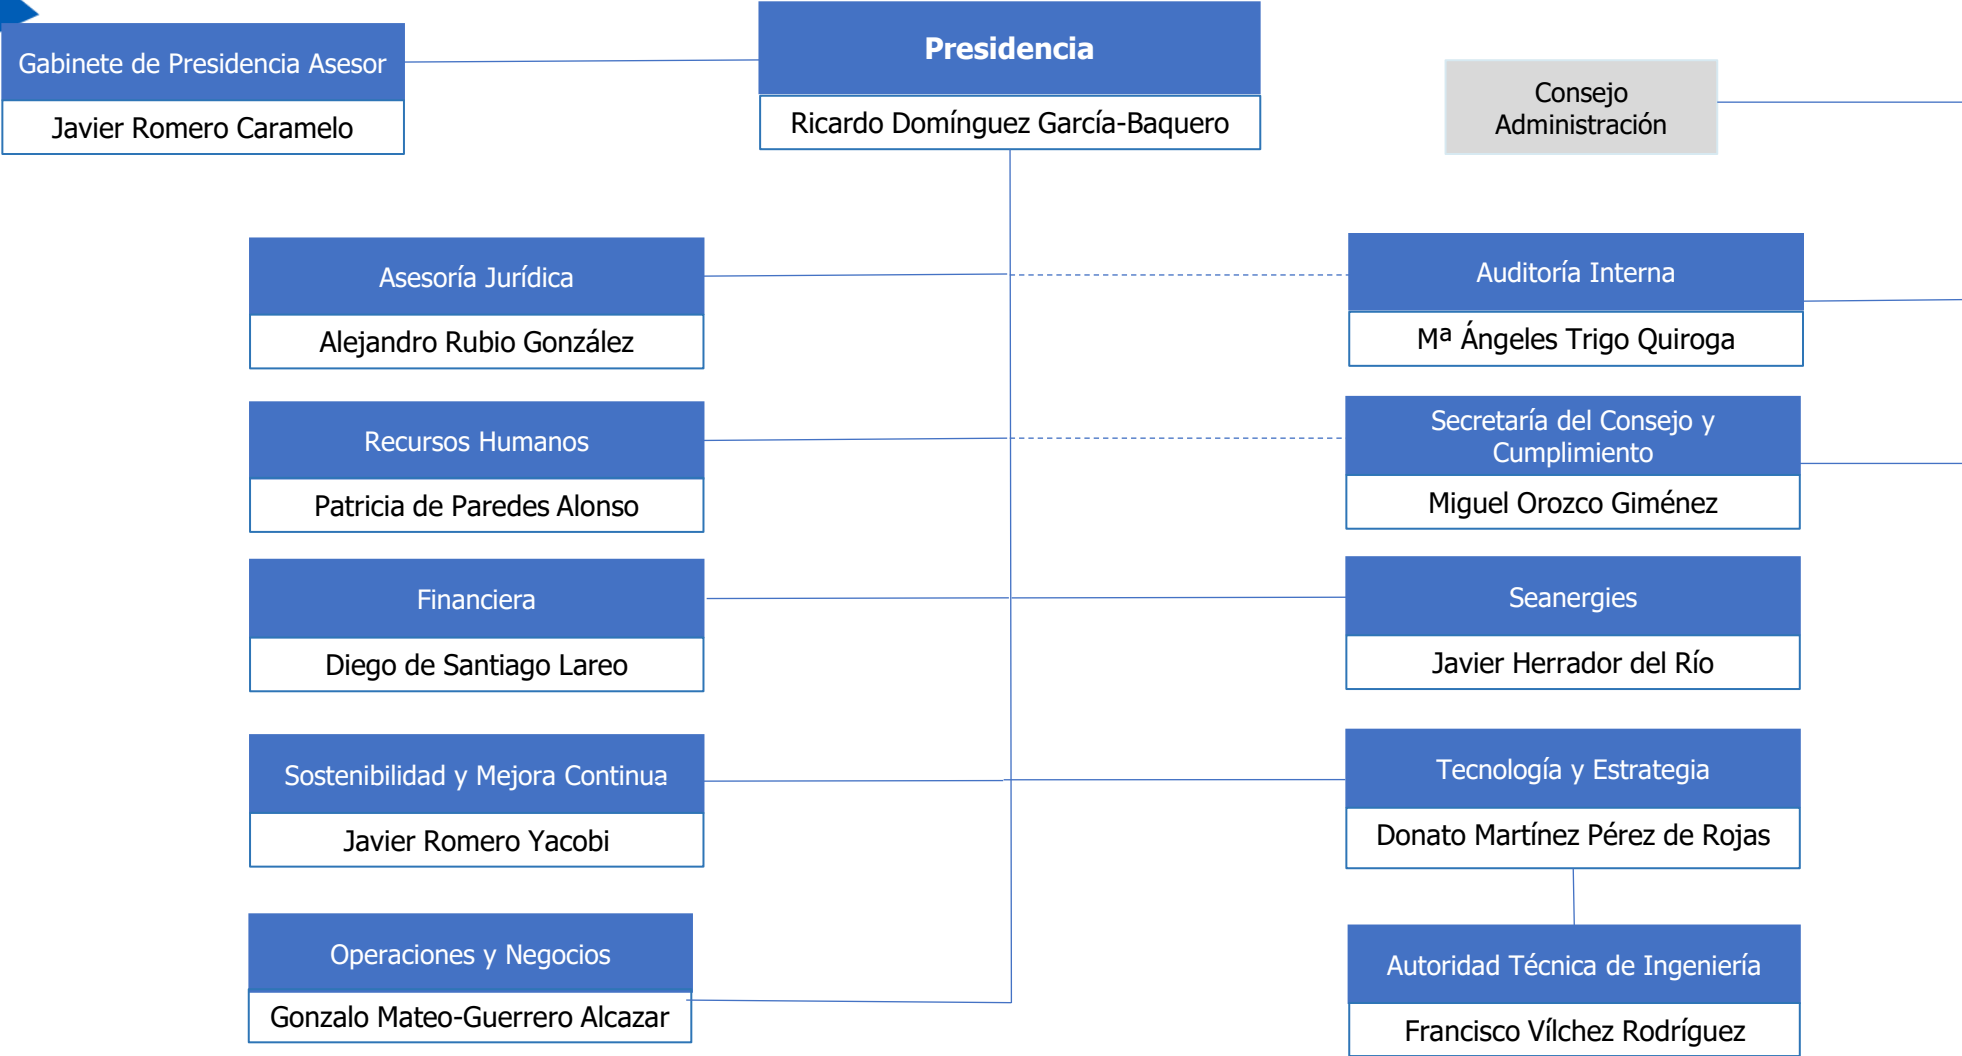 Gabinete de Presidencia Asesor
Javier Romero Caramelo
Presidencia
Ricardo Domínguez García-Baquero
Consejo
Administración
Asesoría Jurídica
Alejandro Rubio González
Auditoría Interna
Mª Ángeles Trigo Quiroga
Recursos Humanos
Patricia de Paredes Alonso
Secretaría del Consejo y
Cumplimiento
Miguel Orozco Giménez
Financiera
Diego de Santiago Lareo
Seanergies
Javier Herrador del Río
Sostenibilidad y Mejora Continua
Javier Romero Yacobi
Tecnología y Estrategia
Donato Martínez Pérez de Rojas
Operaciones y Negocios
Gonzalo Mateo-Guerrero Alcazar
Autoridad Técnica de Ingeniería
Francisco Vílchez Rodríguez